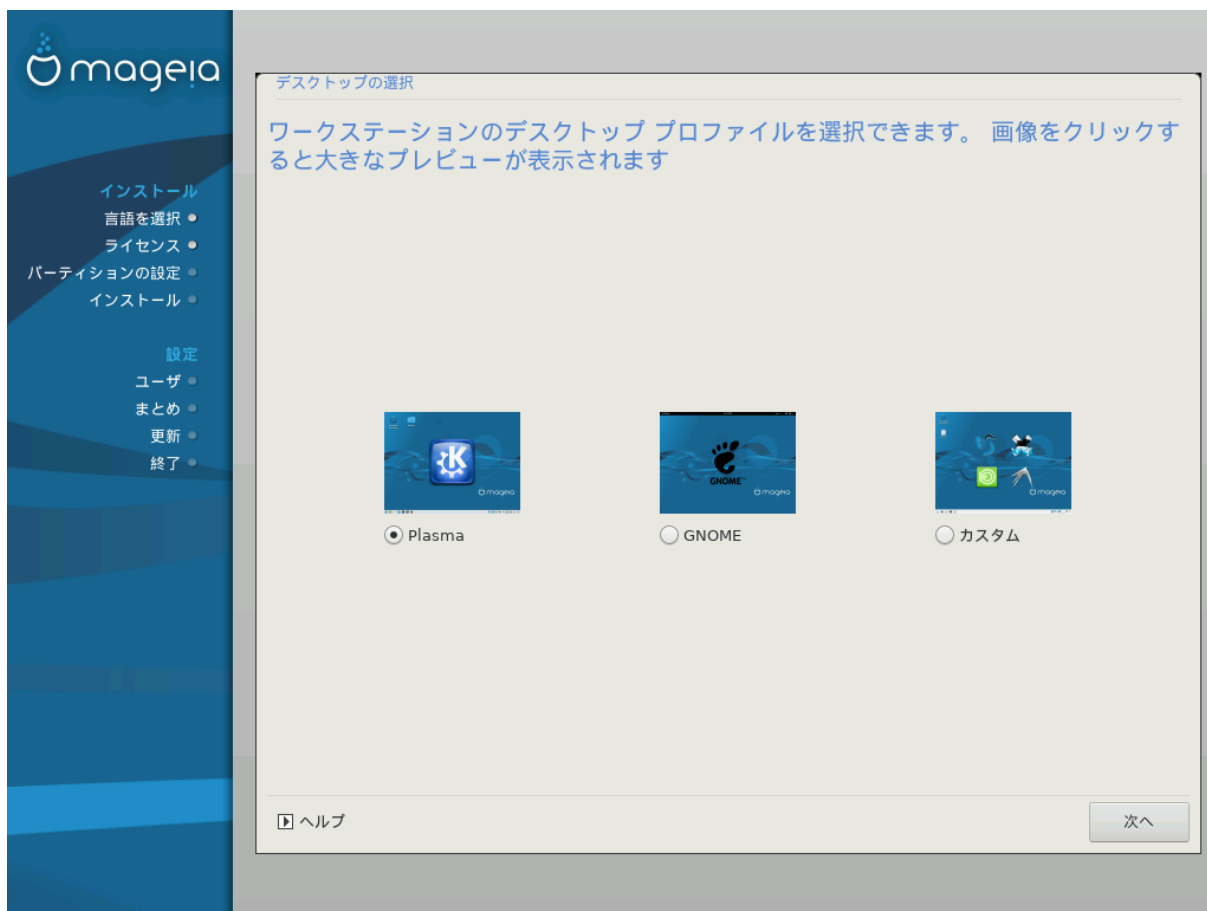 mageia
インストール
言語を選択
ライセンス
パーティションの設定
インストール
設定
ユーザ
まとめ
更新
終了
デスクトップの選択
ワークステーションのデスクトップ プロファイルを選択できます。 画像をクリックす
ると大きなプレビューが表示されます
mageia
GNOME
mageia
mageia
Plasma
GNOME
カスタム
ヘルプ
次へ